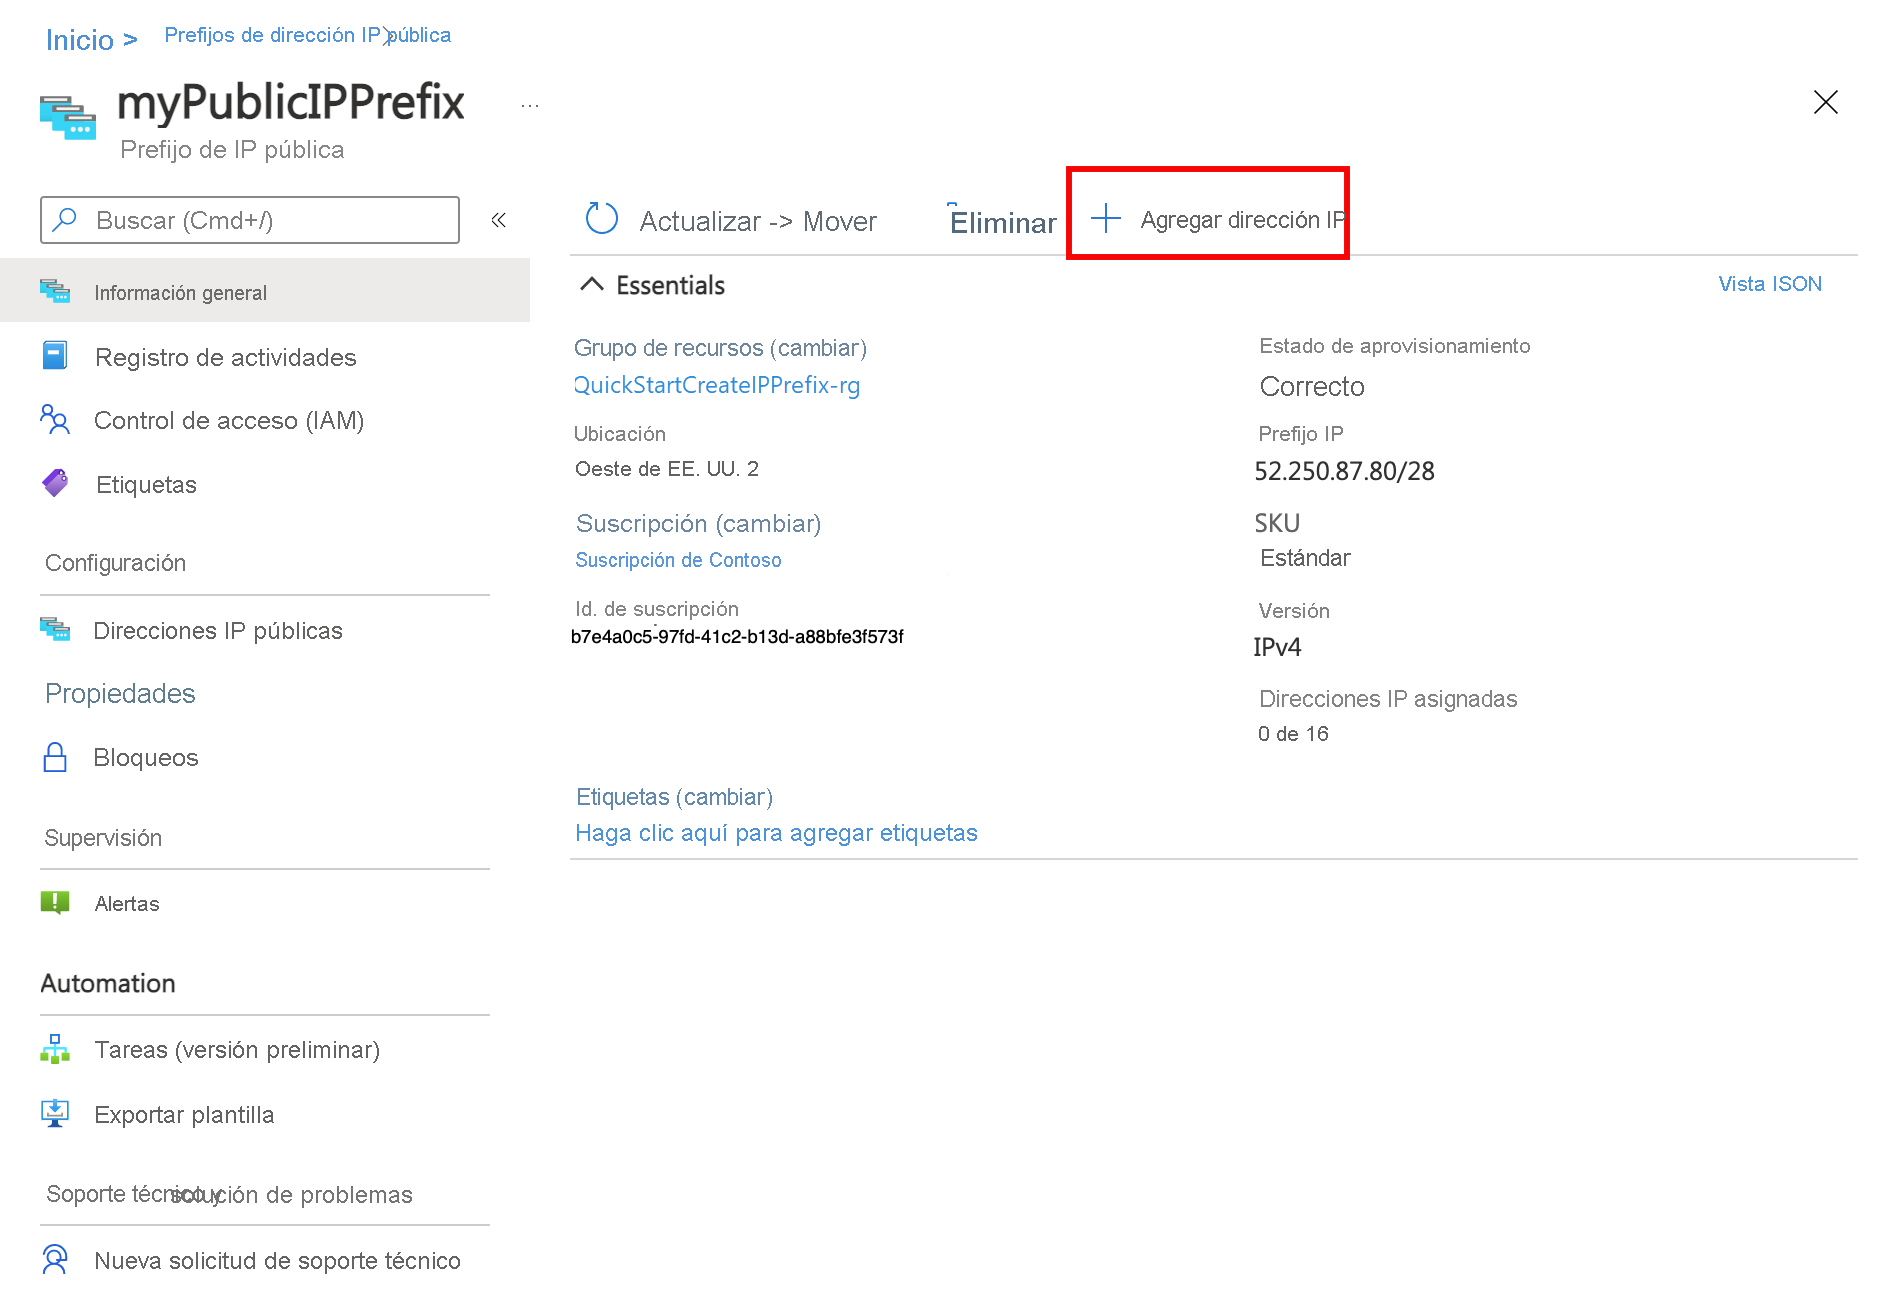 Inicio > Prefijos de dirección IP pública
myPublicIPPrefix ...
Prefijo de IP pública
Buscar (Cmd+/) «
Actualizar -> Mover Eliminar Agregar dirección IP
Información general
Registro de actividades
Control de acceso (IAM)
Etiquetas
Configuración
Direcciones IP públicas
Propiedades
Bloqueos
Supervisión
Alertas
Automation
Tareas (versión preliminar)
Exportar plantilla
Soporte técnico y solución de problemas
Nueva solicitud de soporte técnico
Essentials
Vista ISON
Grupo de recursos (cambiar)
QuickStartCreateIPPrefix-rg
Ubicación
Oeste de EE. UU. 2
Suscripción (cambiar)
Suscripción de Contoso
Id. de suscripción
b7e4a0c5-97fd-41c2-b13d-a88bfe3f573f
Estado de aprovisionamiento
Correcto
Prefijo IP
52.250.87.80/28
SKU
Estándar
Versión
IPv4
Direcciones IP asignadas
0 de 16
Etiquetas (cambiar)
Haga clic aquí para agregar etiquetas